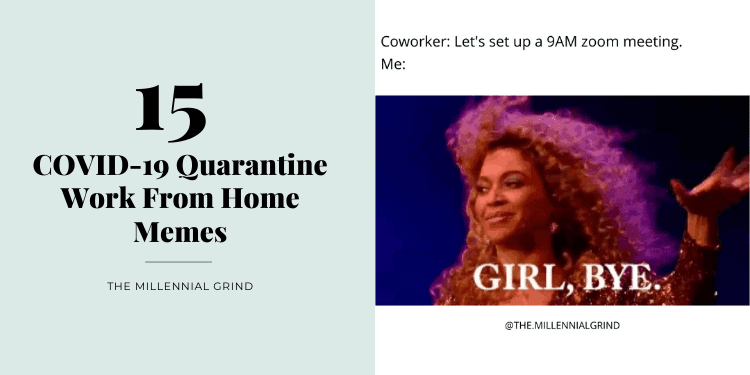 15
COVID-19 Quarantine
Work From Home
Memes
THE MILLENNIAL GRIND
Coworker: Let's set up a 9AM zoom meeting.
Me:
GIRL, BYE.
@THE.MILLENNIALGRIND